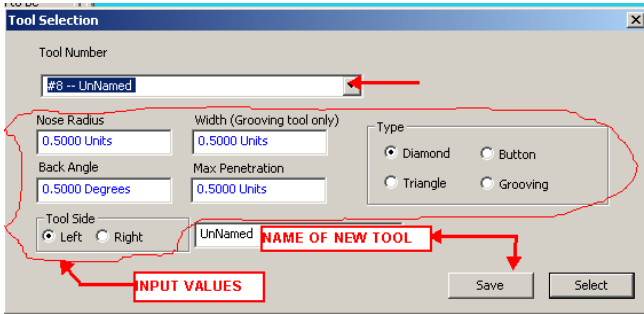 to be
Tool Selection
Tool Number
#8 -- UnNamed
Nose Radius
Width (Grooving tool only)
0.5000 Units
0.5000 Units
Type
Diamond
Button
Triangle
Grooving
Back Angle
Max Penetration
0.5000 Degrees
0.5000 Units
Tool Side
Left
Right
UnNamed
NAME OF NEW TOOL
INPUT VALUES
Save
Select